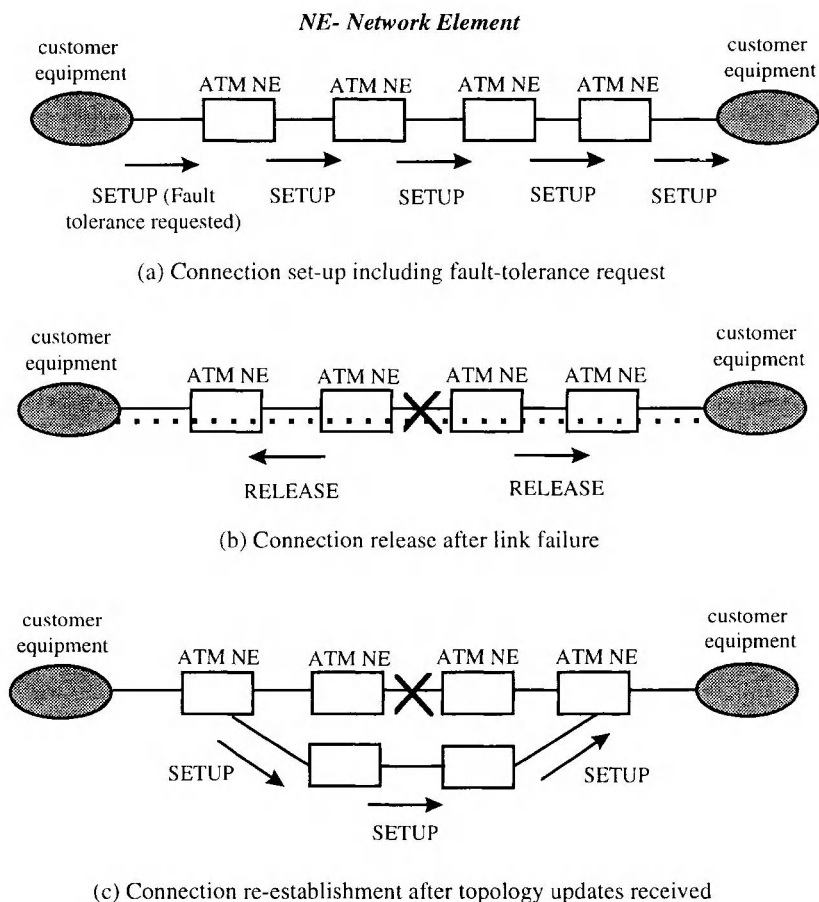 NE- Network Element
customer
equipment
ATM NE
ATM NE
ATM NE
ATM NE
customer
equipment
SETUP (Fault
tolerance requested)
SETUP
SETUP
SETUP
SETUP
(a) Connection set-up including fault-tolerance request
customer
equipment
ATM NE
ATM NE
ATM NE
ATM NE
customer
equipment
RELEASE
RELEASE
(b) Connection release after link failure
customer
equipment
ATM NE
ATM NE
ATM NE
ATM NE
customer
equipment
SETUP
SETUP
SETUP
(c) Connection re-establishment after topology updates received